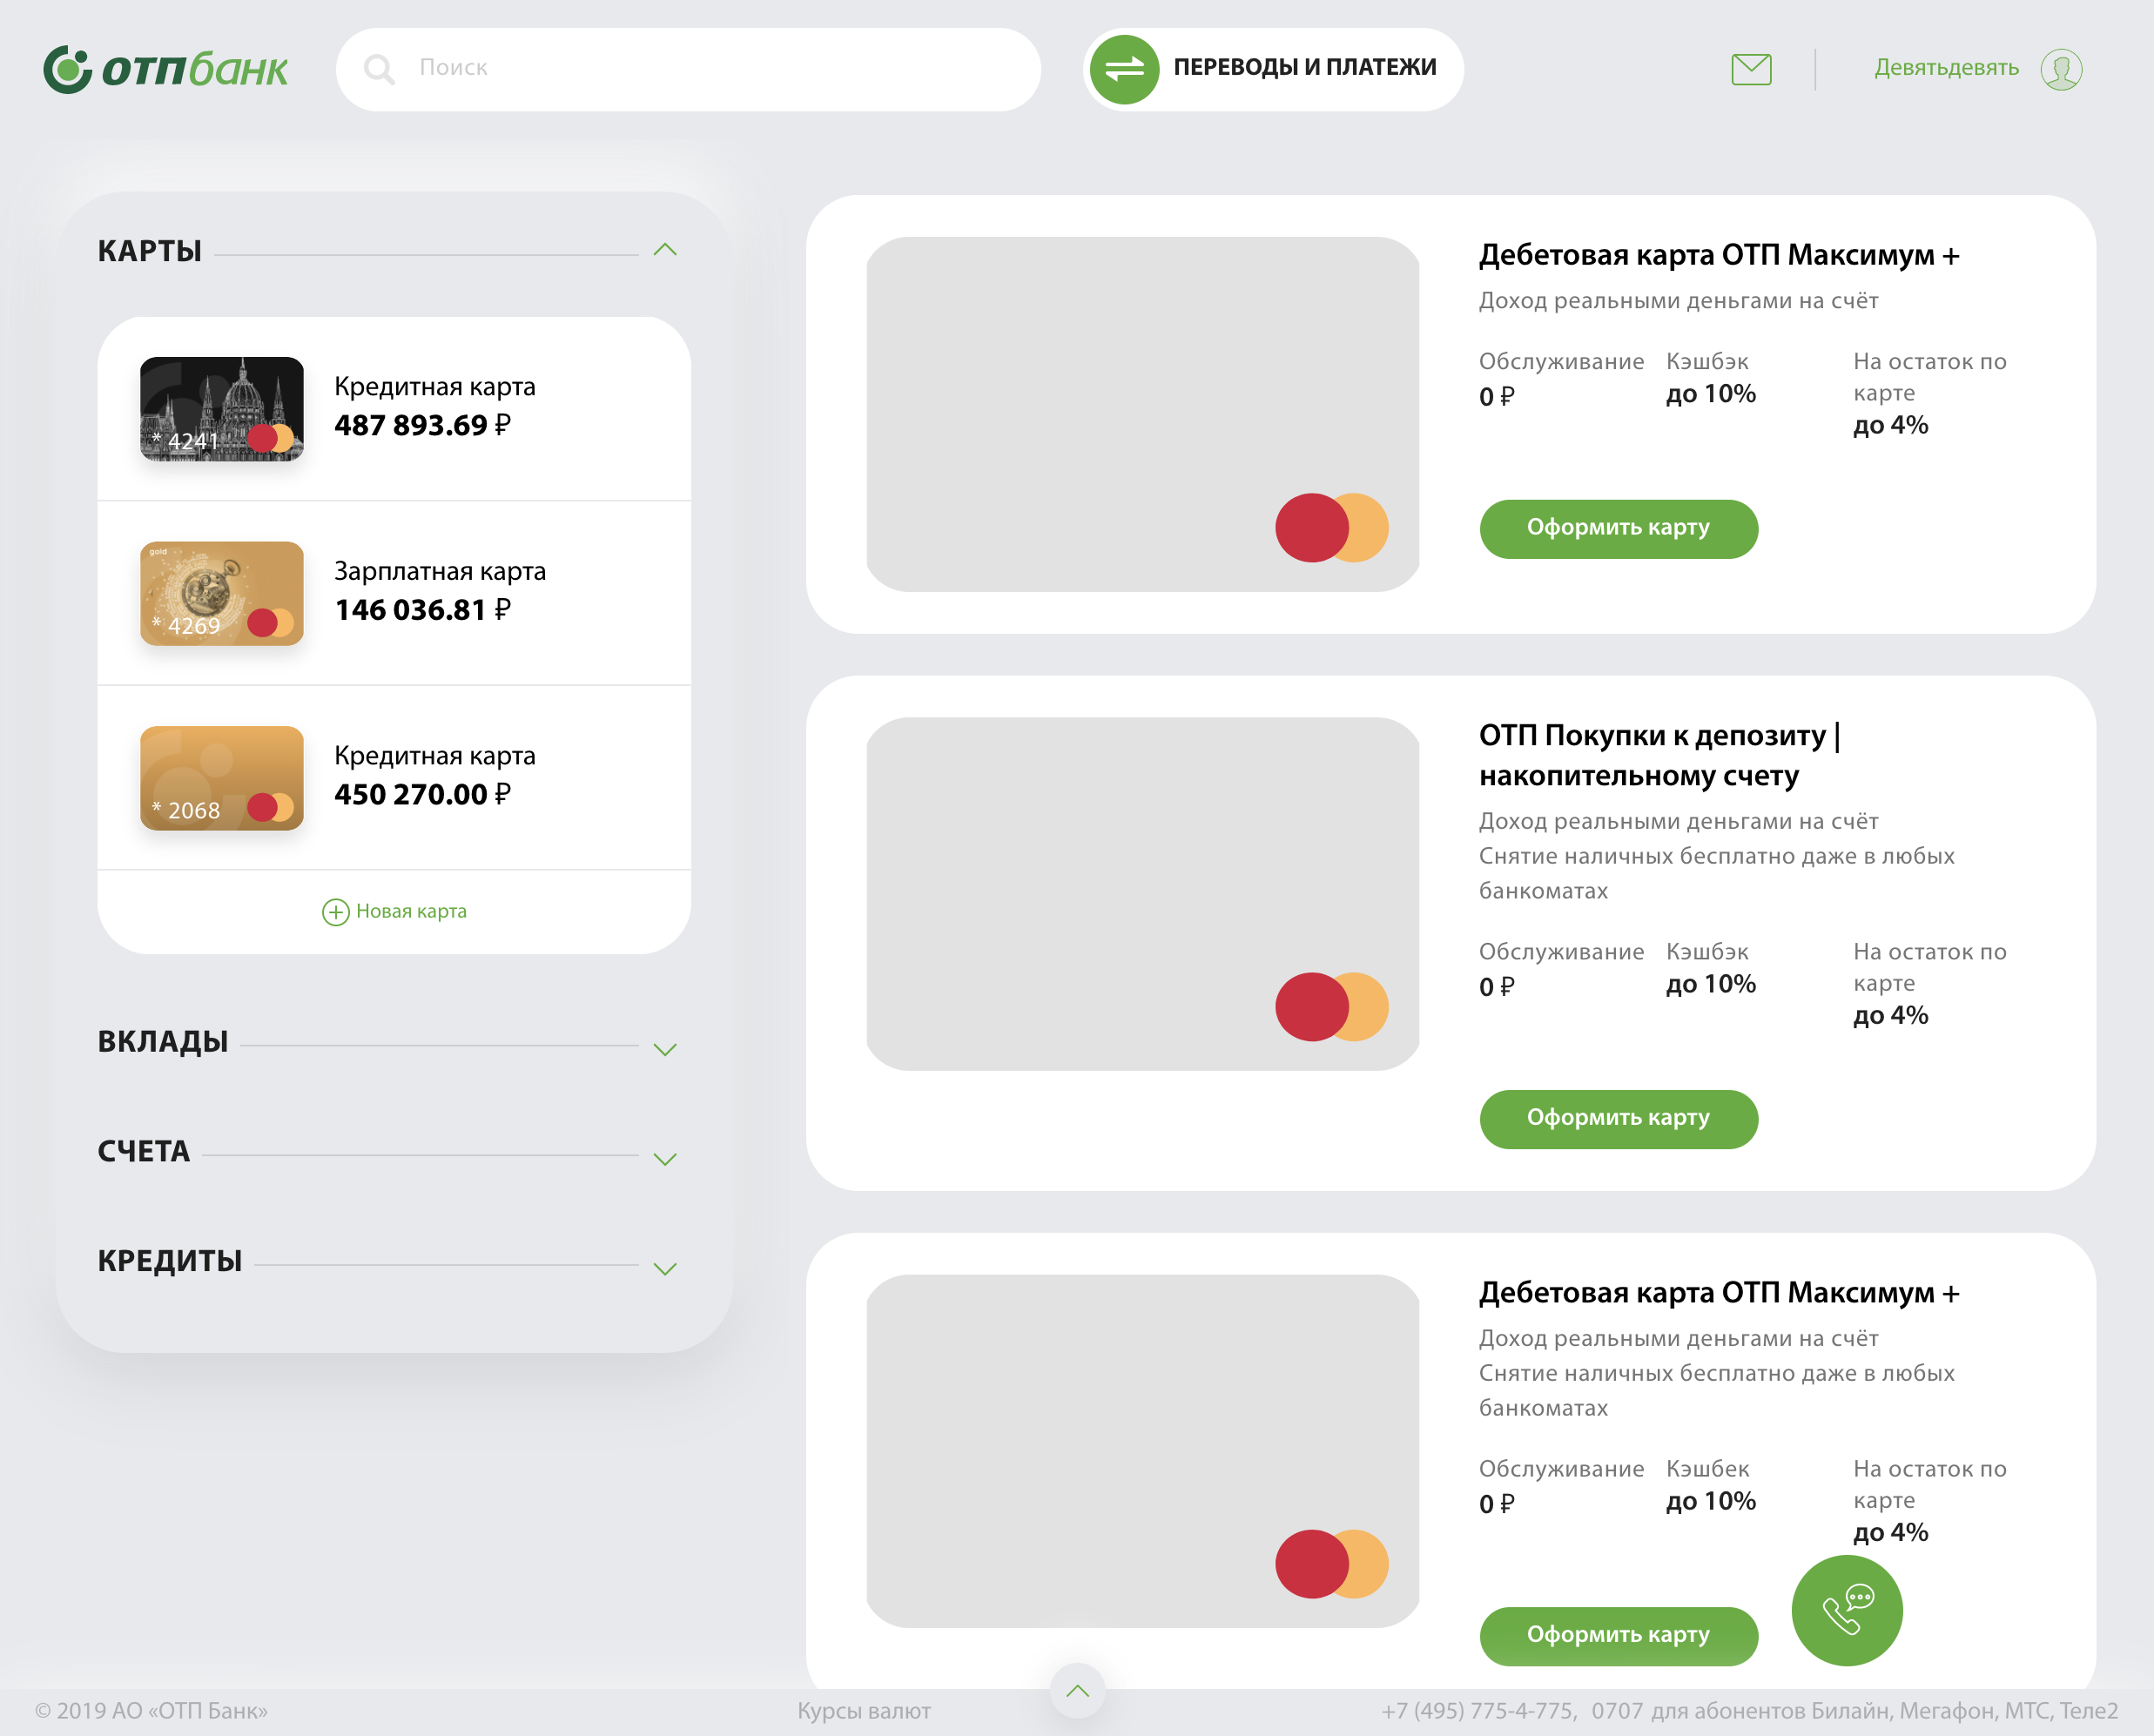 отпбанк
Поиск
ПЕРЕВОДЫ И ПЛАТЕЖИ
Девятьдевять
КАРТЫ
* 4241
Кредитная карта
487 893.69 ₽
gold
* 4269
Зарплатная карта
146 036.81 ₽
* 2068
Кредитная карта
450 270.00 ₽
Новая карта
ВКЛАДЫ
СЧЕТА
КРЕДИТЫ
Дебетовая карта ОТП Максимум +
Доход реальными деньгами на счёт
Обслуживание
0 ₽
Кэшбэк
до 10%
На остаток по
карте
до 4%
Оформить карту
ОТП Покупки к депозиту |
накопительному счету
Доход реальными деньгами на счёт
Снятие наличных бесплатно даже в любых
банкоматах
Обслуживание
0 ₽
Кэшбэк
до 10%
На остаток по
карте
до 4%
Оформить карту
Дебетовая карта ОТП Максимум +
Доход реальными деньгами на счёт
Снятие наличных бесплатно даже в любых
банкоматах
Обслуживание
0 ₽
Кэшбек
до 10%
На остаток по
карте
до 4%
Оформить карту
© 2019 АО «ОТП Банк»
Курсы валют
+7 (495) 775-4-775, 0707 для абонентов Билайн, Мегафон, МТС, Теле2